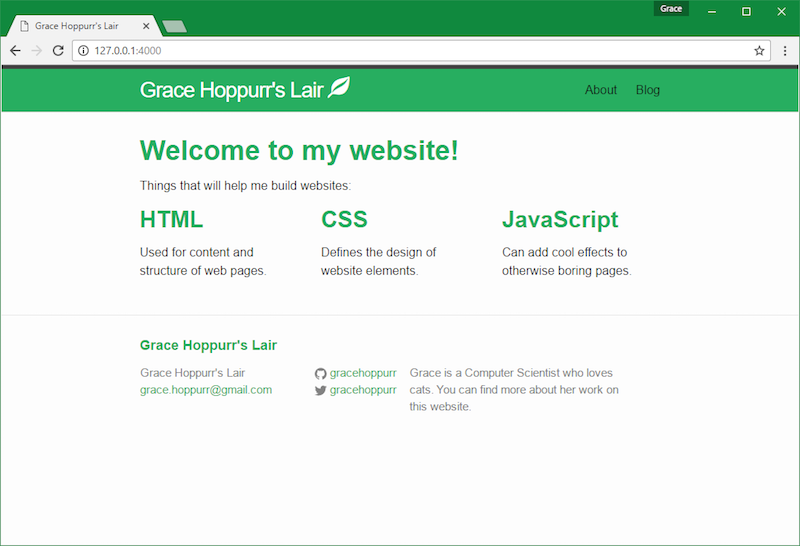 Grace
Grace Hoppurr's Lair
127.0.0.1:4000
Grace Hoppurr's Lair
About
Blog
Welcome to my website!
Things that will help me build websites:
HTML
Used for content and
structure of web pages.
CSS
Defines the design of
website elements.
JavaScript
Can add cool effects to
otherwise boring pages.
Grace Hoppurr's Lair
Grace Hoppurr's Lair
grace.hoppurr@gmail.com
gracehoppurr
gracehoppurr
Grace is a Computer Scientist who loves
cats. You can find more about her work on
this website.